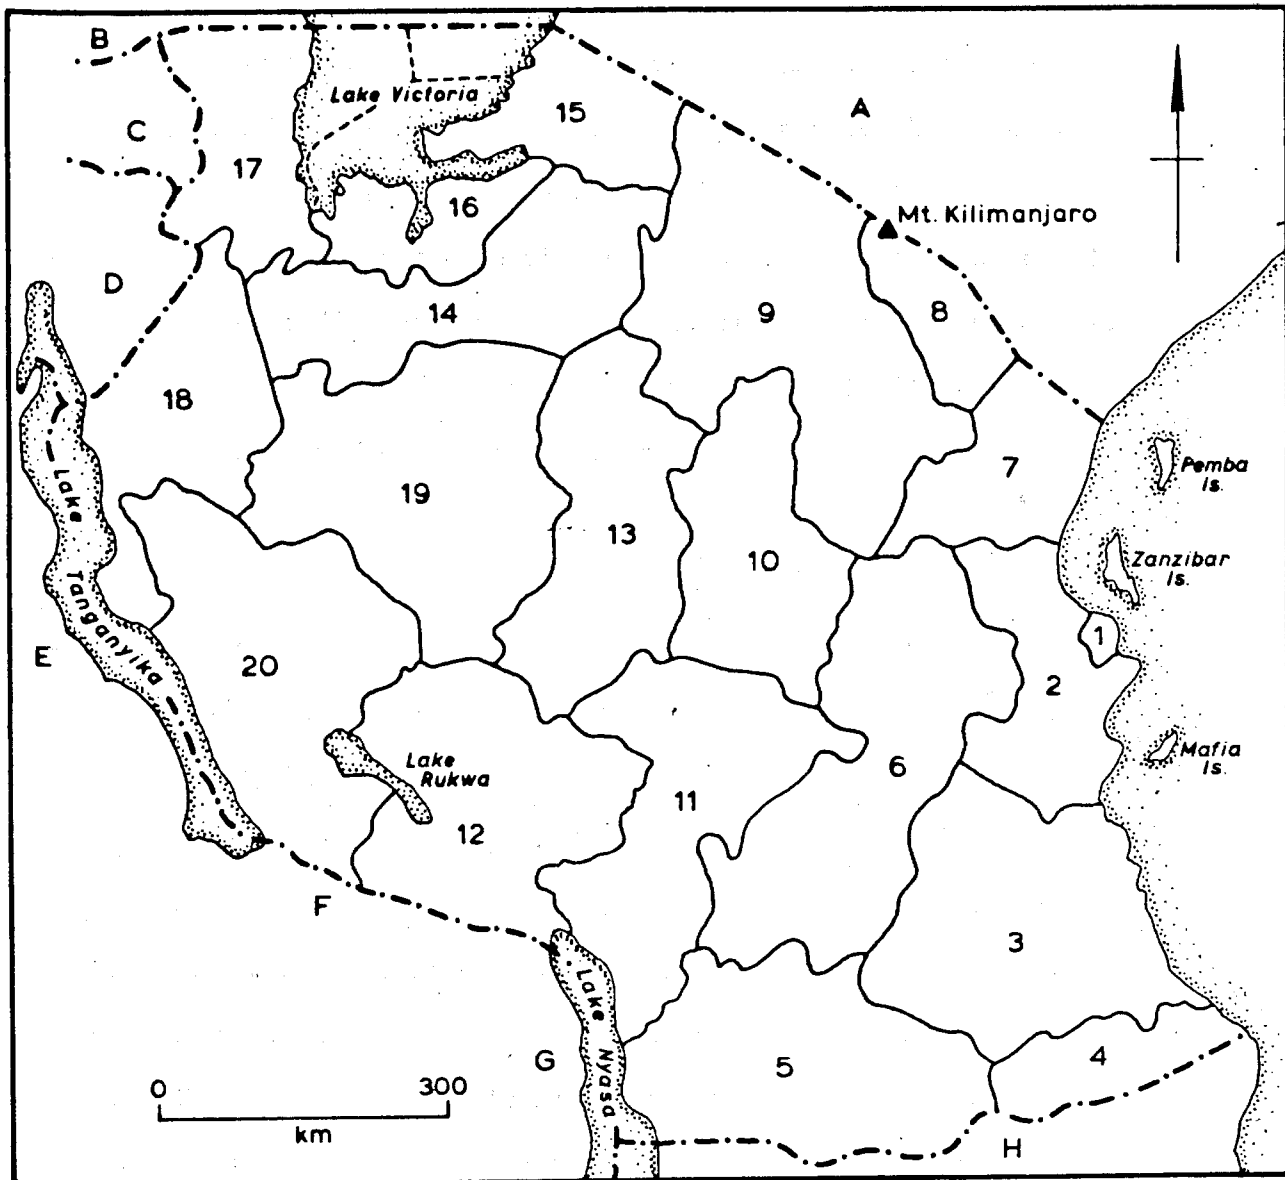 B
A
Lake Victoria
15
C
17
16
Mt. Kilimanjaro
D
14
9
8
18
7
Pemba
Is.
19
13
10
Zanzibar
Is.
Lake
Tanganyika
1
E
20
2
Lake
Rukwa
6
Mafia
Is.
11
12
F
3
Lake
Nyasa
G
5
4
0 300
km
H